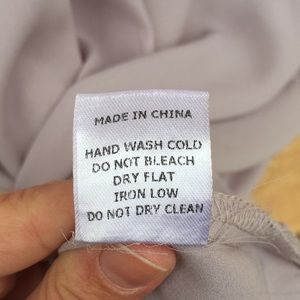 MADE IN CHINA
HAND WASH COLD
DO NOT BLEACH
DRY FLAT
IRON LOW
DO NOT DRY CLEAN